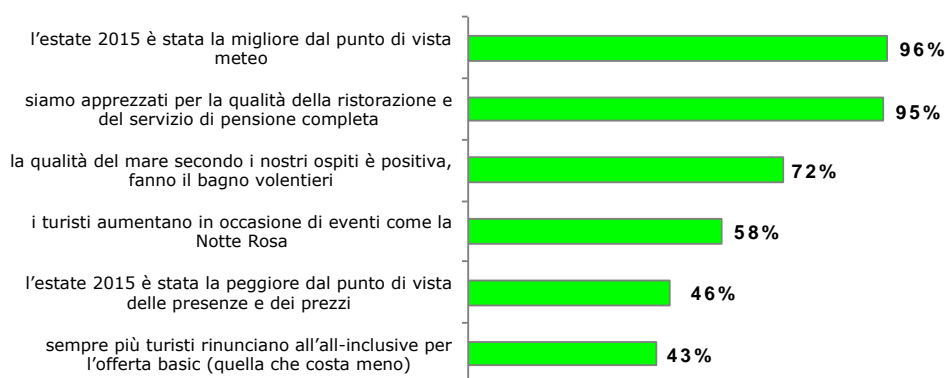 l'estate 2015 è stata la migliore dal punto di vista
meteo
96%
siamo apprezzati per la qualità della ristorazione e
del servizio di pensione completa
95%
la qualità del mare secondo i nostri ospiti è positiva,
fanno il bagno volentieri
72%
i turisti aumentano in occasione di eventi come la
Notte Rosa
58%
l'estate 2015 è stata la peggiore dal punto di vista
delle presenze e dei prezzi
46%
sempre più turisti rinunciano all'all-inclusive per
l'offerta basic (quella che costa meno)
43%